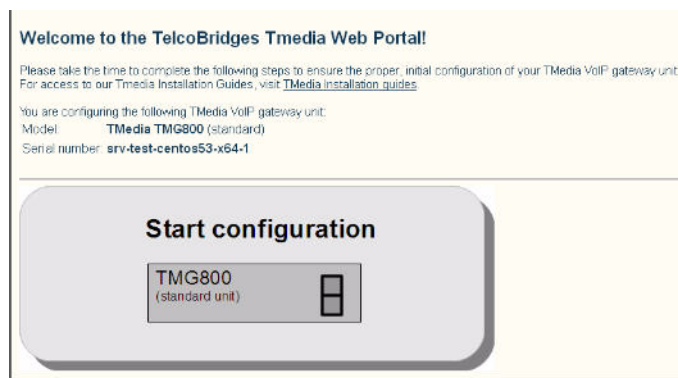 Welcome to the TelcoBridges Tmedia Web Portal!
Please take the time to complete the following steps to ensure the proper, initial configuration of your TMedia VoIP gateway unit
For access to our Tmedia Installation Guides, visit TMedia Installation guides
You are configuring the following TMedia VoIP gateway unit:
Model: TMedia TMG800 (standard)
Serial number: srv-test-centos53-x64-1
Start configuration
TMG800
(standard unit)